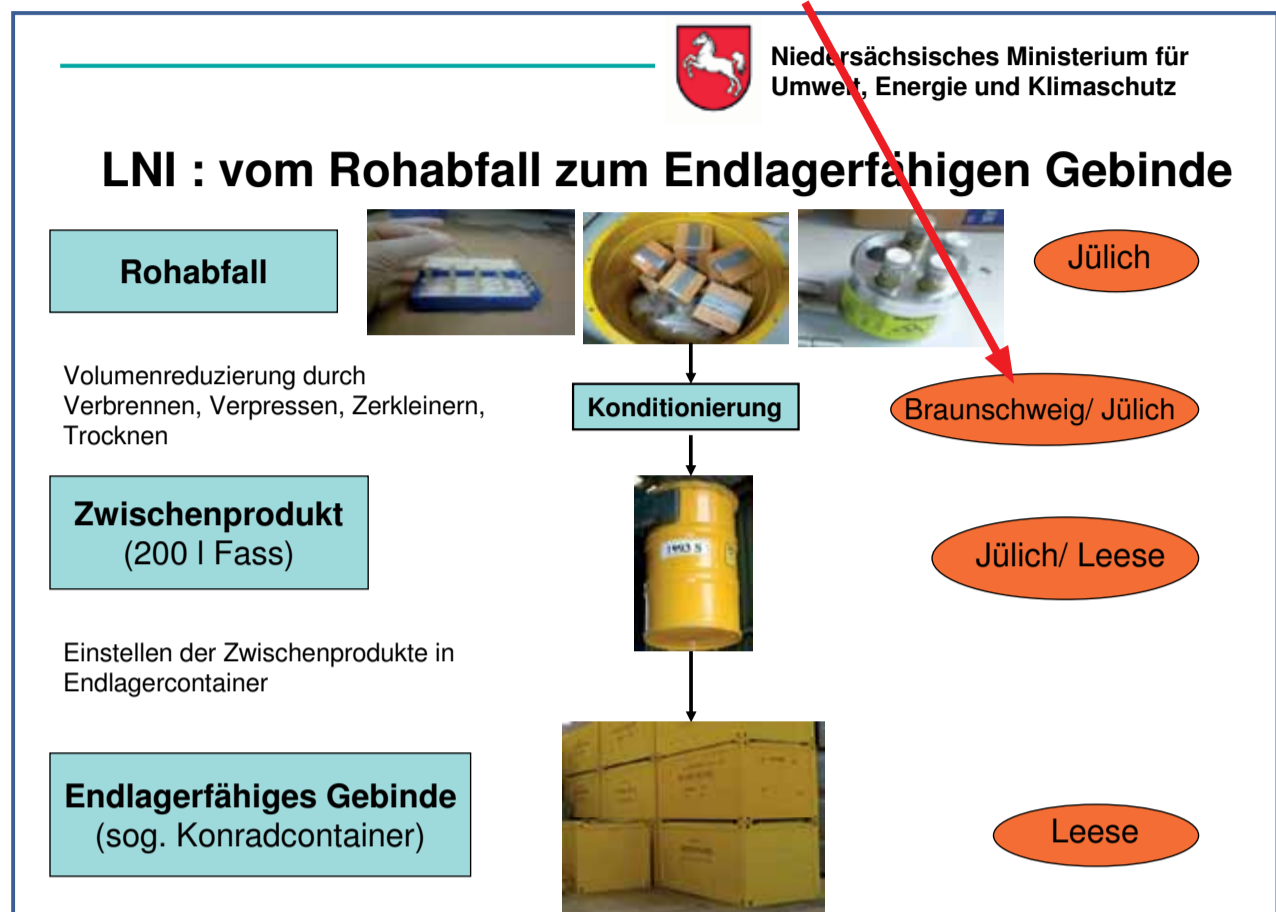 Niedersächsisches Ministerium für
Umwelt, Energie und Klimaschutz
LNI : vom Rohabfall zum Endlagerfähigen Gebinde
Rohabfall
Jülich
Volumenreduzierung durch
Verbrennen, Verpressen, Zerkleinern,
Trocknen
Konditionierung
Braunschweig/ Jülich
Zwischenprodukt
(200 l Fass)
Jülich/ Leese
Einstellen der Zwischenprodukte in
Endlagercontainer
Endlagerfähiges Gebinde
(sog. Konradcontainer)
Leese